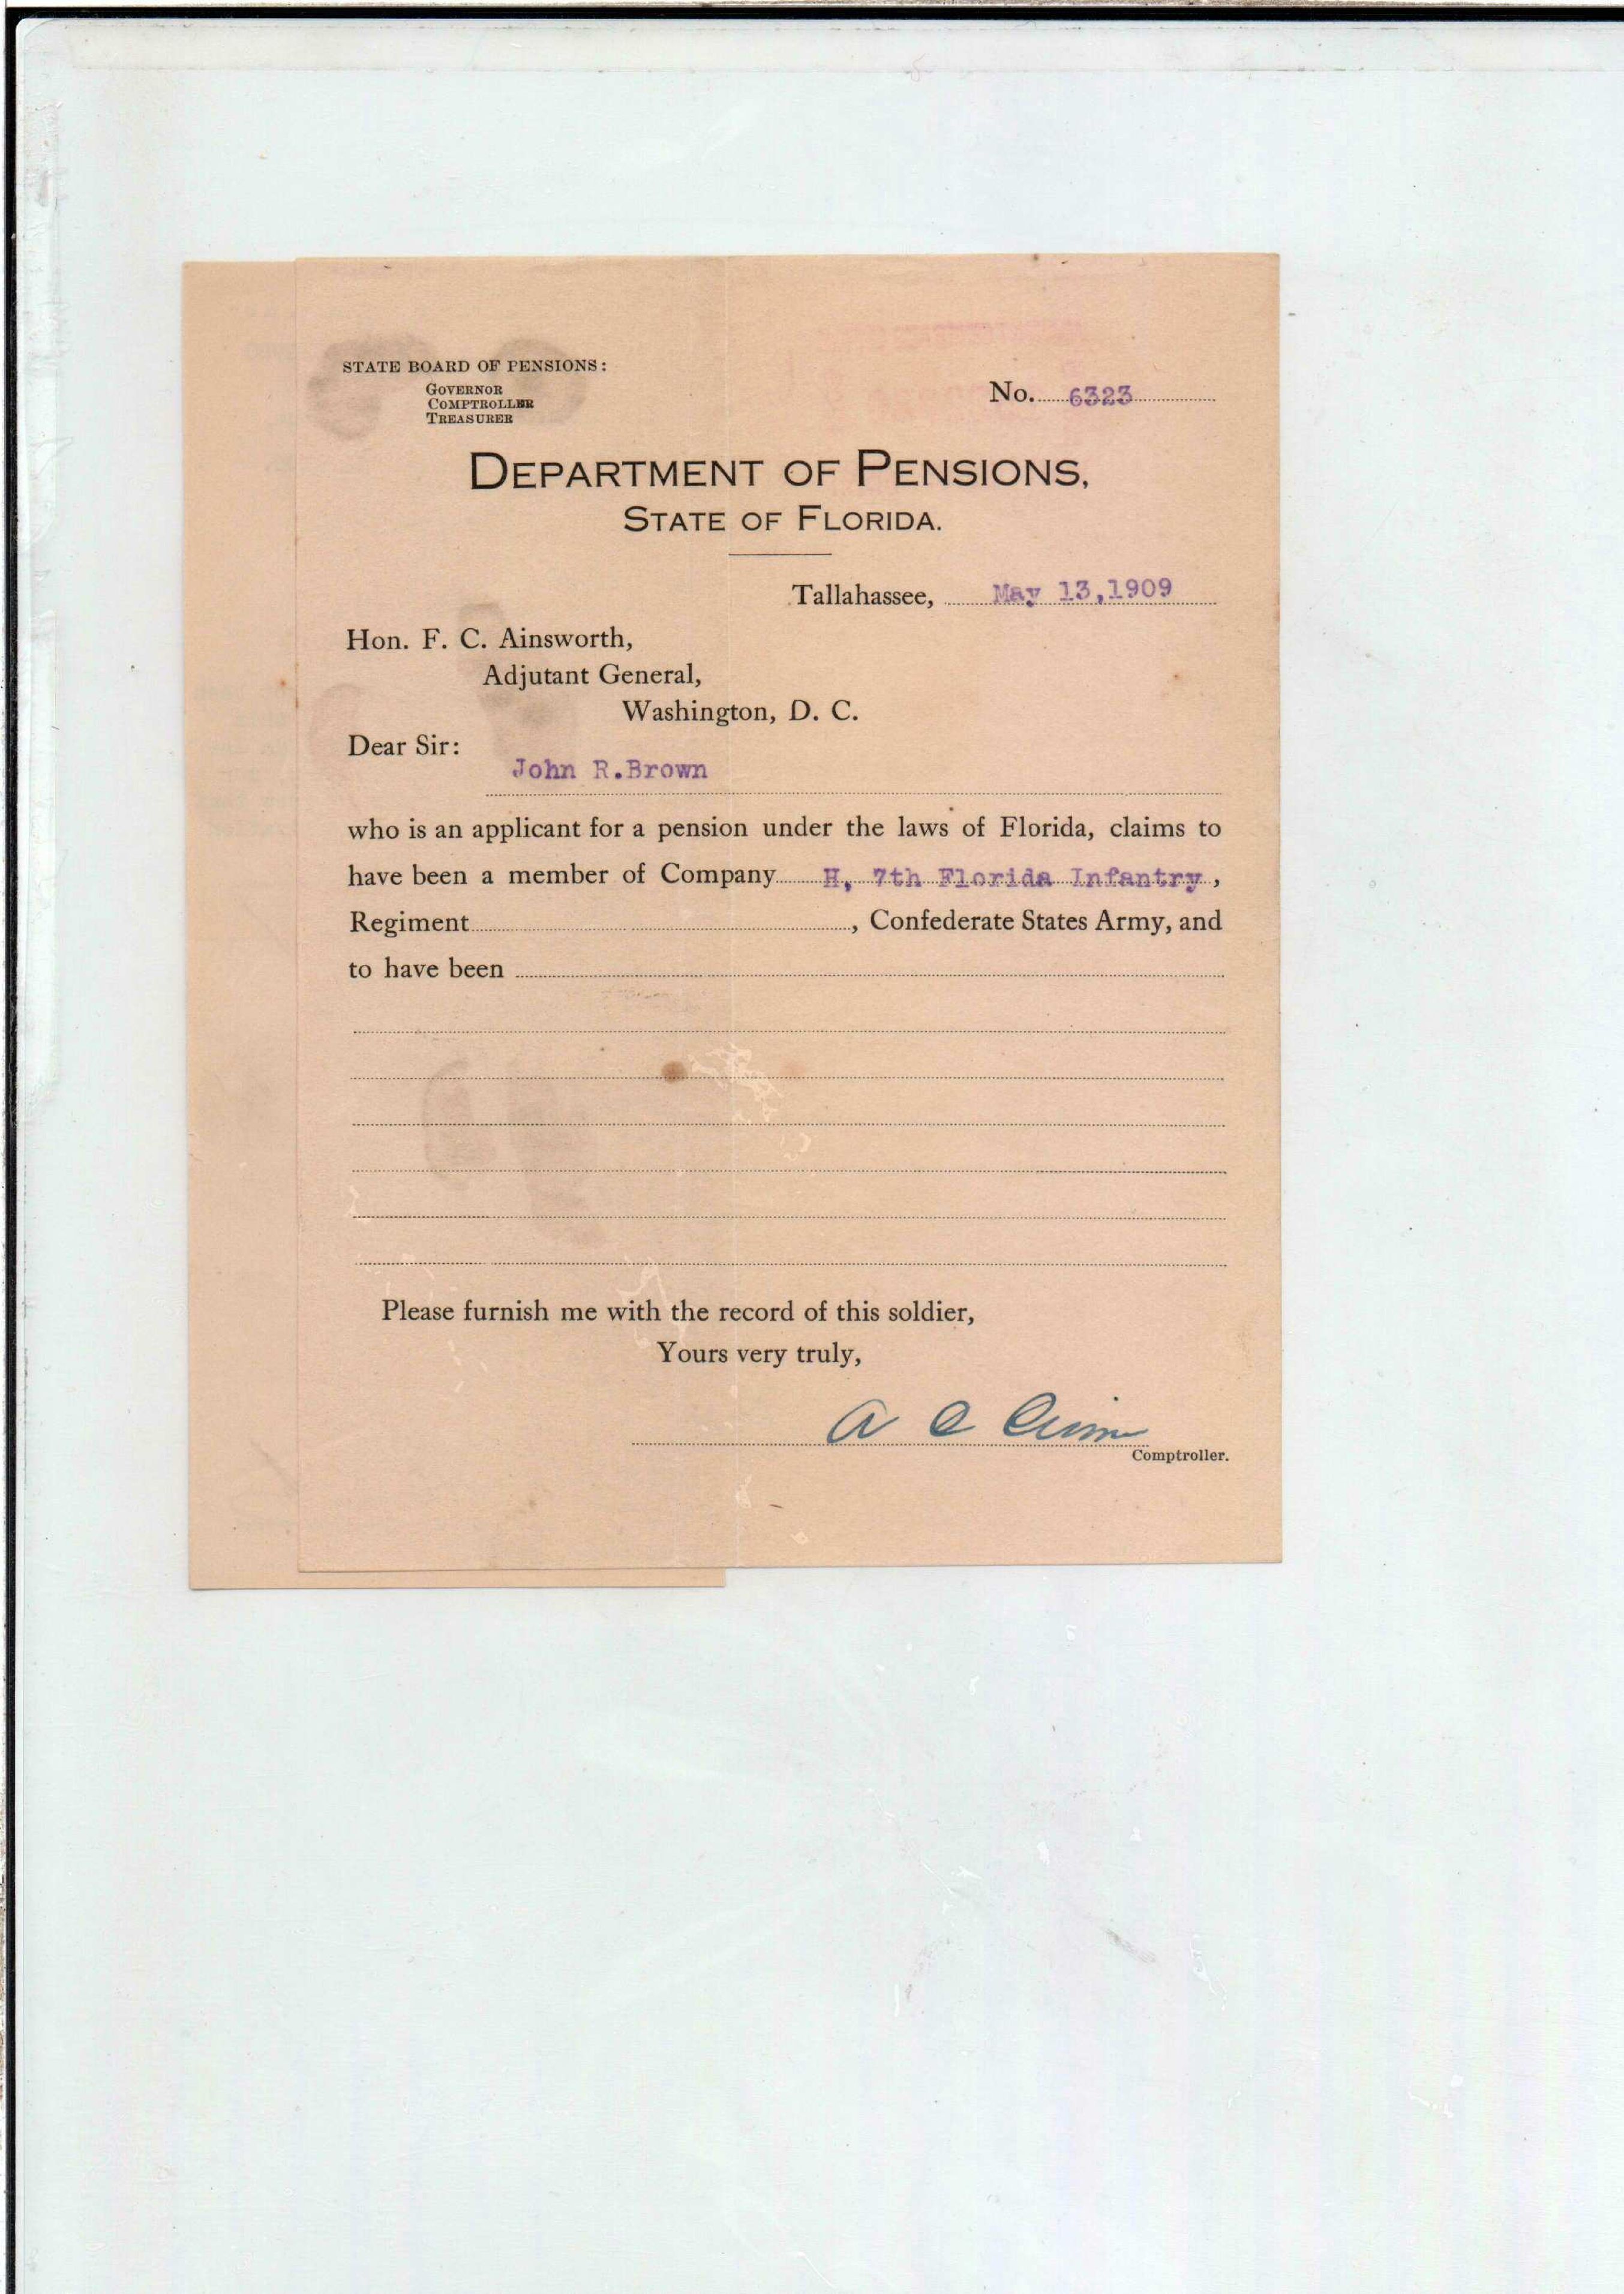 STATE BOARD OF PENSIONS:
GOVERNOR
COMPTROLLER
TREASURER
No. 6323
DEPARTMENT OF PENSIONS,
STATE OF FLORIDA.
Tallahassee, May 13,1909
Hon. F. C. Ainsworth,
Adjutant General,
Washington, D. C.
Dear Sir:
John R.Brown
who is an applicant for a pension under the laws of Florida, claims to
have been a member of Company H, 7th Florida Infantry,
Regiment, Confederate States Army, and
to have been
Please furnish me with the record of this soldier,
Yours very truly,
A C
Comptroller.